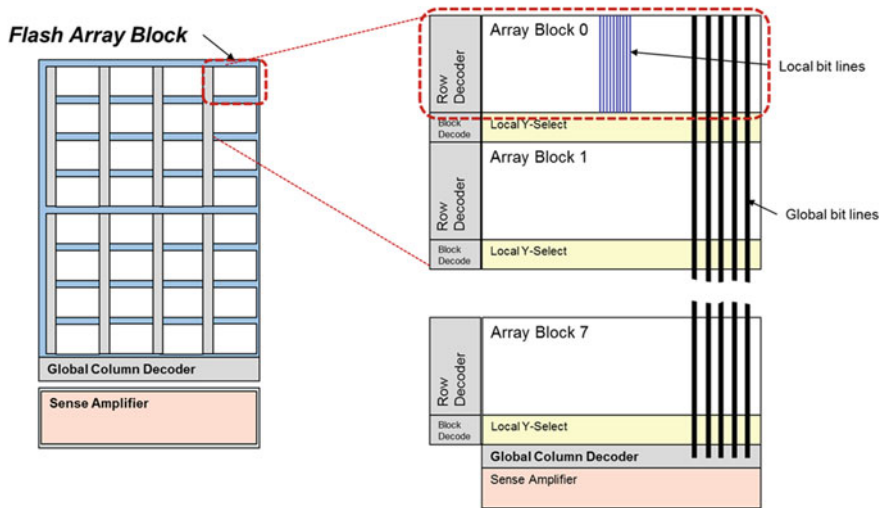 Flash Array Block
Global Column Decoder
Sense Amplifier
Row
Decoder
Array Block 0
Local bit lines
Block
Decode
Local Y-Select
Row
Decoder
Array Block 1
Global bit lines
Block
Decode
Local Y-Select
Row
Decoder
Array Block 7
Block
Decode
Local Y-Select
Global Column Decoder
Sense Amplifier